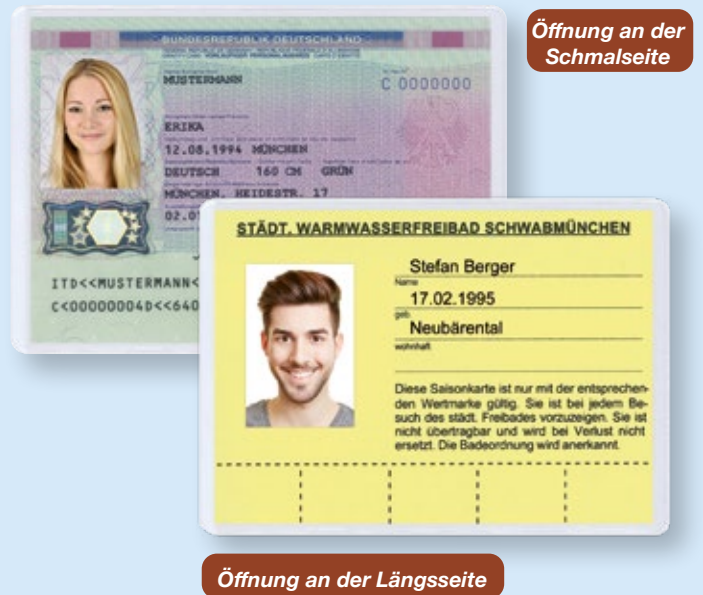 Öffnung an der
Schmalseite
BUNDESREPUBLIK DEUTSCHLAND
MUSTERMANN
C 0000000
ERIKA
12.08.1994 MÜNCHEN
DEUTSCH 160 CM GRÜN
MÜNCHEN, HEIDESTR. 17
02.0
ITD<<MUSTERMANN<
C<00000004D<<640
STÄDT. WARMWASSERFREIBAD SCHWABMÜNCHEN
Stefan Berger
Name
17.02.1995
geb.
Neubärental
wohnhaft
Diese Saisonkarte ist nur mit der entsprechen-
den Wertmarke gültig. Sie ist bei jedem Be-
such des städt. Freibades vorzuzeigen. Sie ist
nicht übertragbar und wird bei Verlust nicht
ersetzt. Die Badeordnung wird anerkannt.
Öffnung an der Längsseite